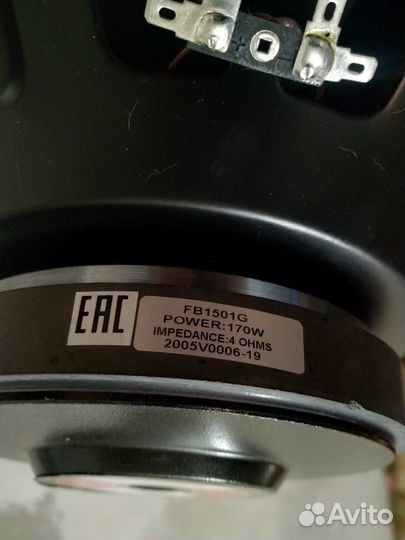 + -
EAC
FB1501G
POWER:170W
IMPEDANCE:4 OHMS
2005V0006-19
Avito